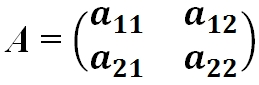 A = ( a₁₁ a₁₂
a₂₁ a₂₂ )